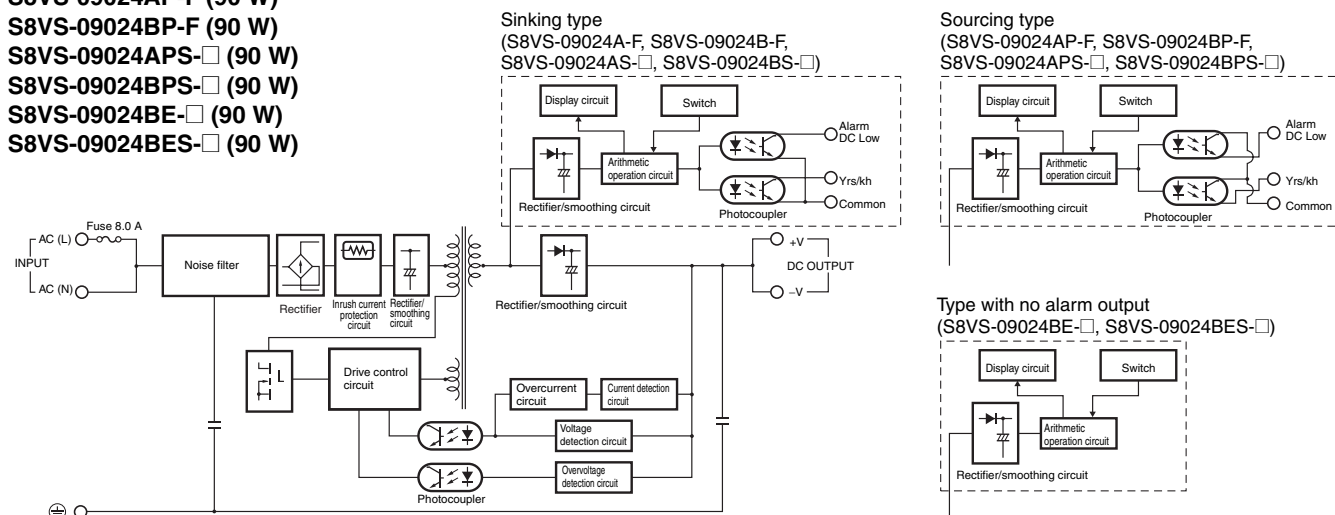 S8VS-09024BP-F (90 W)
S8VS-09024APS-□ (90 W)
S8VS-09024BPS-□ (90 W)
S8VS-09024BE-□ (90 W)
S8VS-09024BES-□ (90 W)
Sinking type
(S8VS-09024A-F, S8VS-09024B-F,
S8VS-09024AS-□, S8VS-09024BS-□)
Display circuit
Switch
Arithmetic
operation circuit
Rectifier/smoothing circuit
Photocoupler
Alarm
DC Low
Yrs/kh
Common
Sourcing type
(S8VS-09024AP-F, S8VS-09024BP-F,
S8VS-09024APS-□, S8VS-09024BPS-□)
Display circuit
Switch
Arithmetic
operation circuit
Rectifier/smoothing circuit
Photocoupler
Alarm
DC Low
Yrs/kh
Common
Fuse 8.0 A
AC (L)
INPUT
AC (N)
Noise filter
Rectifier
Inrush current
protection
circuit
Rectifier/
smoothing
circuit
Rectifier/smoothing circuit
+V
DC OUTPUT
−V
Drive control
circuit
Overcurrent
circuit
Current detection
circuit
Voltage
detection circuit
Overvoltage
detection circuit
Photocoupler
Type with no alarm output
(S8VS-09024BE-□, S8VS-09024BES-□)
Display circuit
Switch
Arithmetic
operation circuit
Rectifier/smoothing circuit